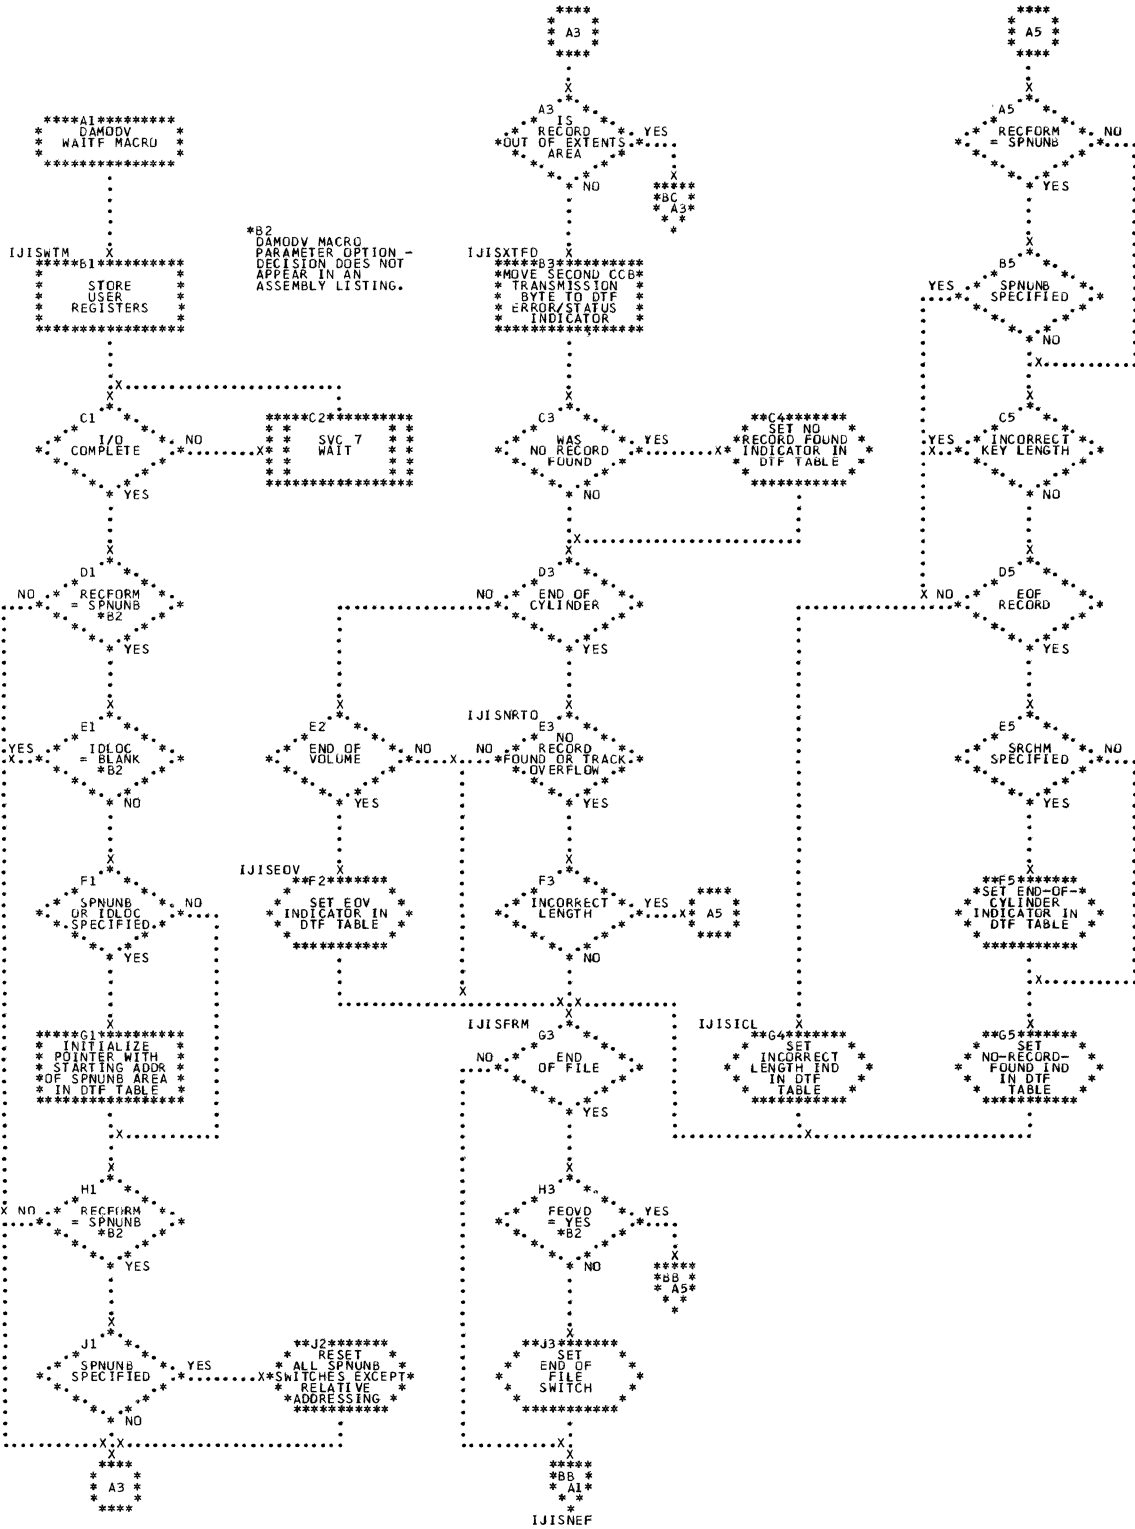 A3
A5
****A1*********
DAMODV
WAITF MACRO
A3
IS
RECORD
OUT OF EXTENTS
AREA
YES
NO
*BC
A3*
A5
RECFORM
= SPNUNB
NO
YES
*B2
DAMODV MACRO
PARAMETER OPTION -
DECISION DOES NOT
APPEAR IN AN
ASSEMBLY LISTING.
IJISWTM
*****B1**********
STORE
USER
REGISTERS
IJISXTFD
*****B3**********
*MOVE SECOND CCB*
TRANSMISSION
BYTE TO DTF
ERROR/STATUS
INDICATOR
B5
SPNUNB
SPECIFIED
YES
NO
C1
I/O
COMPLETE
NO
YES
*****C2**********
SVC 7
WAIT
C3
WAS
NO RECORD
FOUND
YES
NO
**C4*******
SET NO
RECORD FOUND
INDICATOR IN
DTF TABLE
C5
INCORRECT
KEY LENGTH
YES
NO
D1
RECFORM
= SPNUNB
*B2
NO
YES
D3
END OF
CYLINDER
NO
YES
D5
EOF
RECORD
NO
YES
E1
IDLOC
= BLANK
*B2
YES
NO
E2
END OF
VOLUME
NO
YES
IJISNRTO
E3
NO
RECORD
FOUND OR TRACK
OVERFLOW
NO
YES
E5
SRCHM
SPECIFIED
NO
YES
F1
SPNUNB
OR IDLOC
SPECIFIED
NO
YES
IJISEOV
**F2*******
SET EOV
INDICATOR IN
DTF TABLE
F3
INCORRECT
LENGTH
YES
NO
A5
**F5*******
*SET END-OF-*
CYLINDER
INDICATOR IN
DTF TABLE
*****G1**********
INITIALIZE
POINTER WITH
STARTING ADDR
*OF SPNUNB AREA
IN DTF TABLE
IJISFRM
G3
END
OF FILE
NO
YES
IJISICL
**G4*******
SET
INCORRECT
LENGTH IND
IN DTF
TABLE
**G5*******
SET
NO-RECORD-
FOUND IND
IN DTF
TABLE
H1
RECFORM
= SPNUNB
*B2
NO
YES
H3
FEOVD
= YES
*B2
YES
NO
*BB
A5*
J1
SPNUNB
SPECIFIED
YES
NO
**J2*******
RESET
ALL SPNUNB
*SWITCHES EXCEPT*
RELATIVE
*ADDRESSING *
**J3*******
SET
END OF
FILE
SWITCH
A3
*BB
A1*
IJISNEF